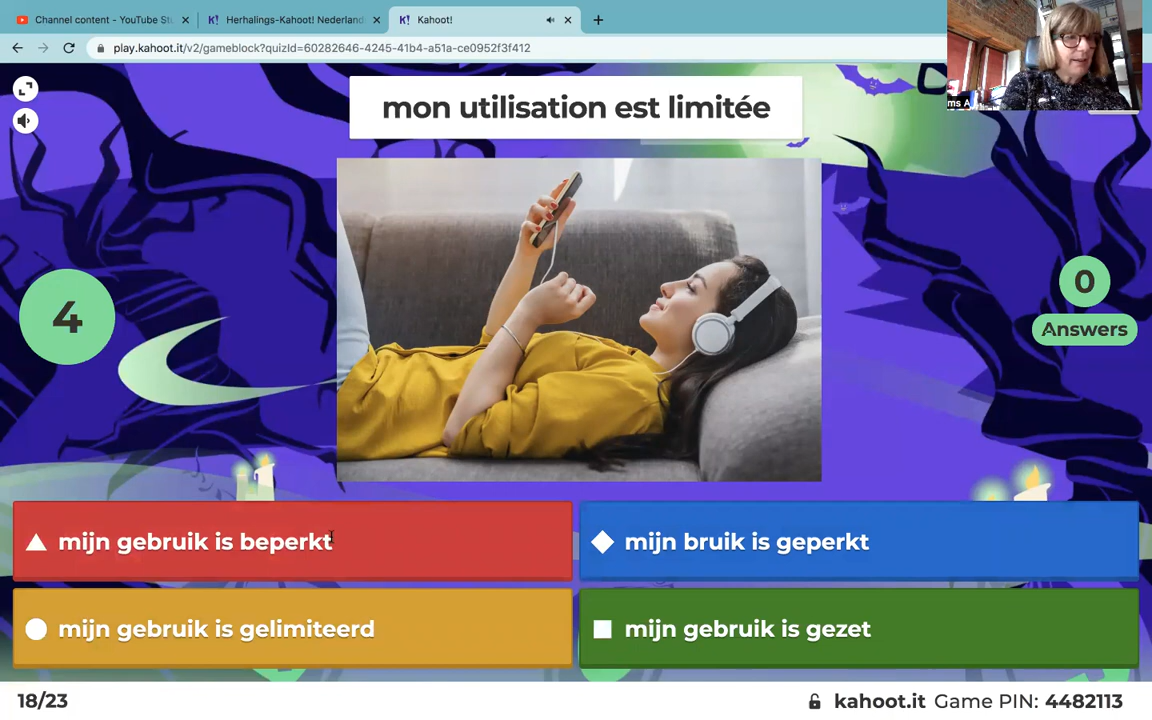 Channel content - YouTube Stu
Herhalings-Kahoot! Nederland
Kahoot!
play.kahoot.it/v2/gameblock?quizId=60282646-4245-41b4-a51a-ce0952f3f412
ms A
mon utilisation est limitée
4
0
Answers
mijn gebruik is beperkt
mijn bruik is geperkt
mijn gebruik is gelimiteerd
mijn gebruik is gezet
18/23
kahoot.it Game PIN: 4482113